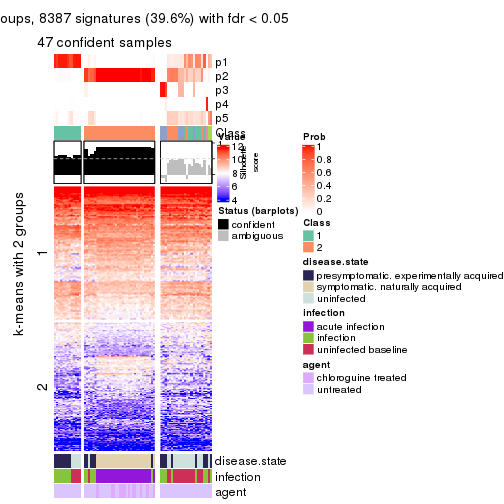 oups, 8387 signatures (39.6%) with fdr < 0.05
47 confident samples
p1
p2
p3
p4
p5
Class
Value
12
10
8
6
4
1
Silhouette
score
Status (barplots)
confident
ambiguous
Prob
1
0.8
0.6
0.4
0.2
0
Class
1
2
disease.state
presymptomatic. experimentally acquired
symptomatic. naturally acquired
uninfected
infection
acute infection
infection
uninfected baseline
agent
chloroguine treated
untreated
k-means with 2 groups
1
2
disease.state
infection
agent